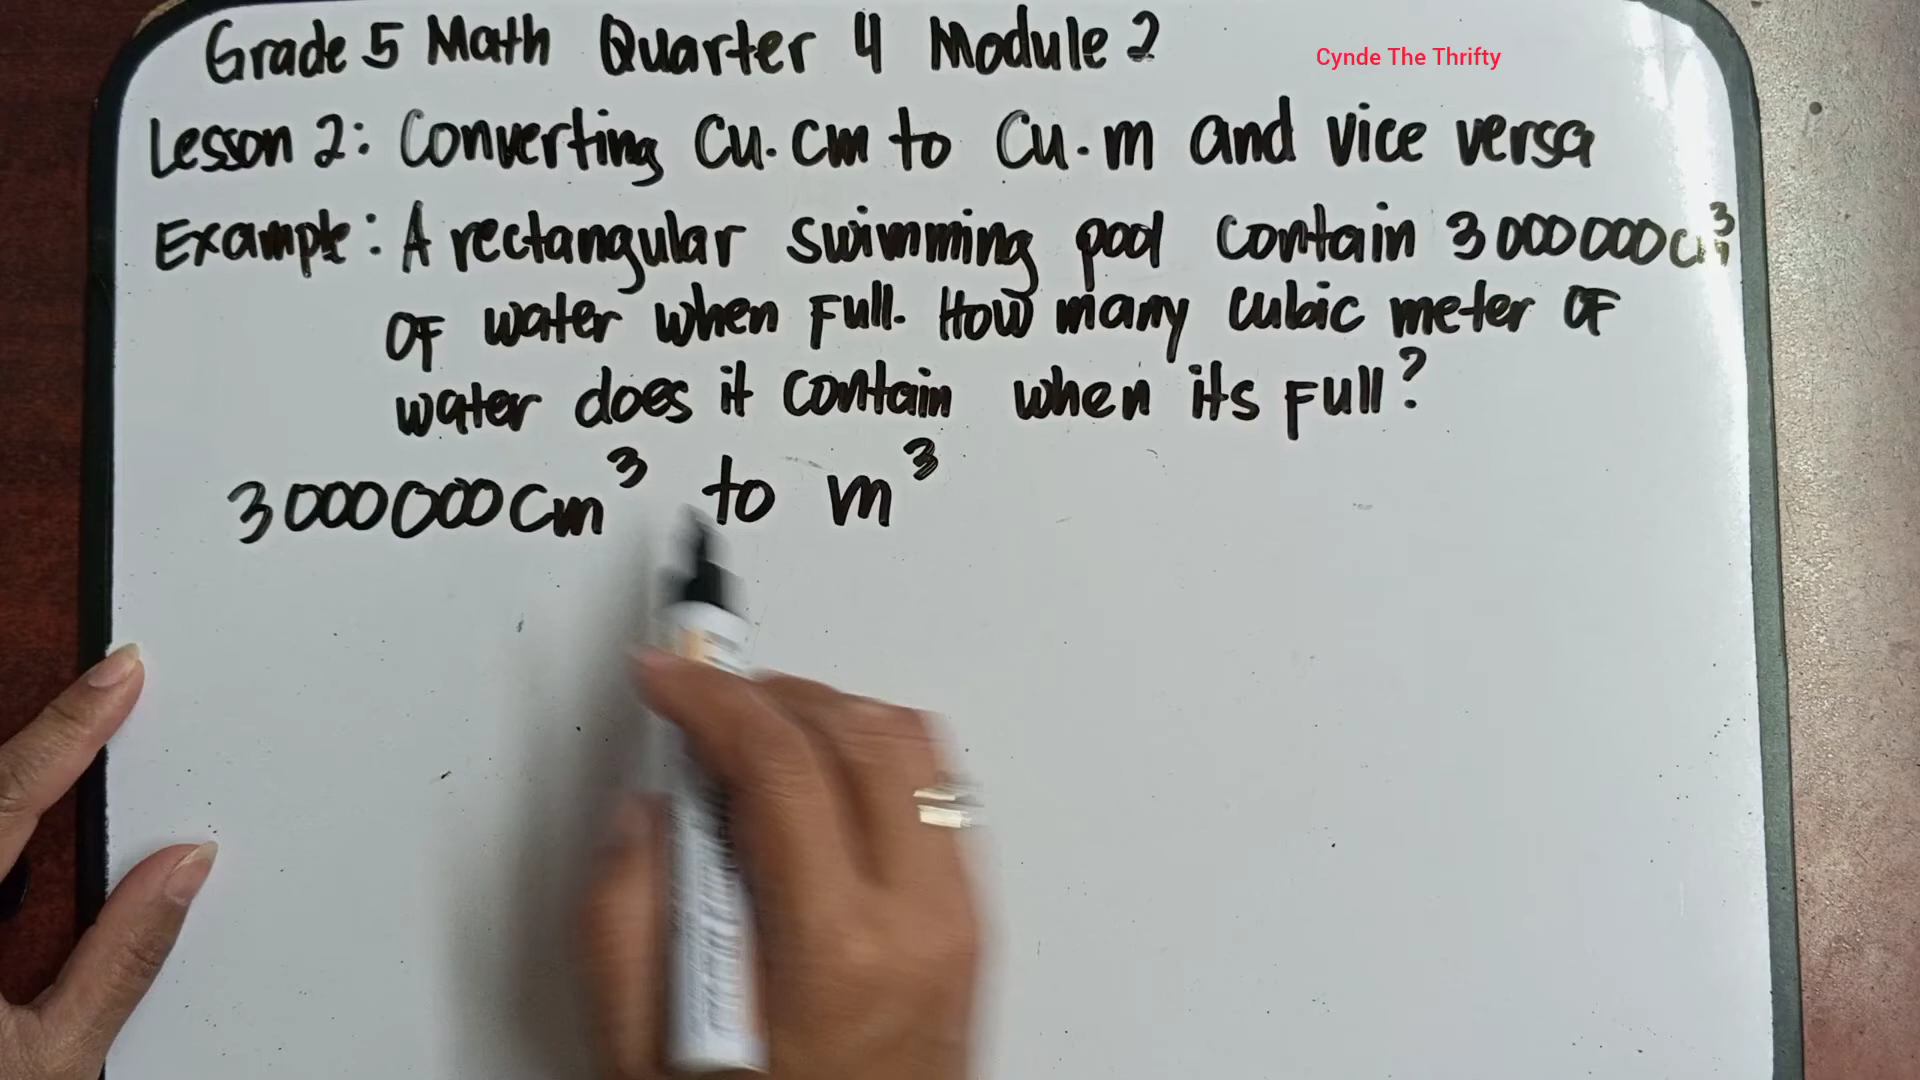 Grade 5 Math Quarter 4 Module 2
Cynde The Thrifty
Lesson 2: Converting Cu.cm to Cu.m and vice versa
Example: A rectangular swimming pool contain 3000000cm³
of water when full. How many cubic meter of
water does it contain when its full?
3000000cm³ to m³